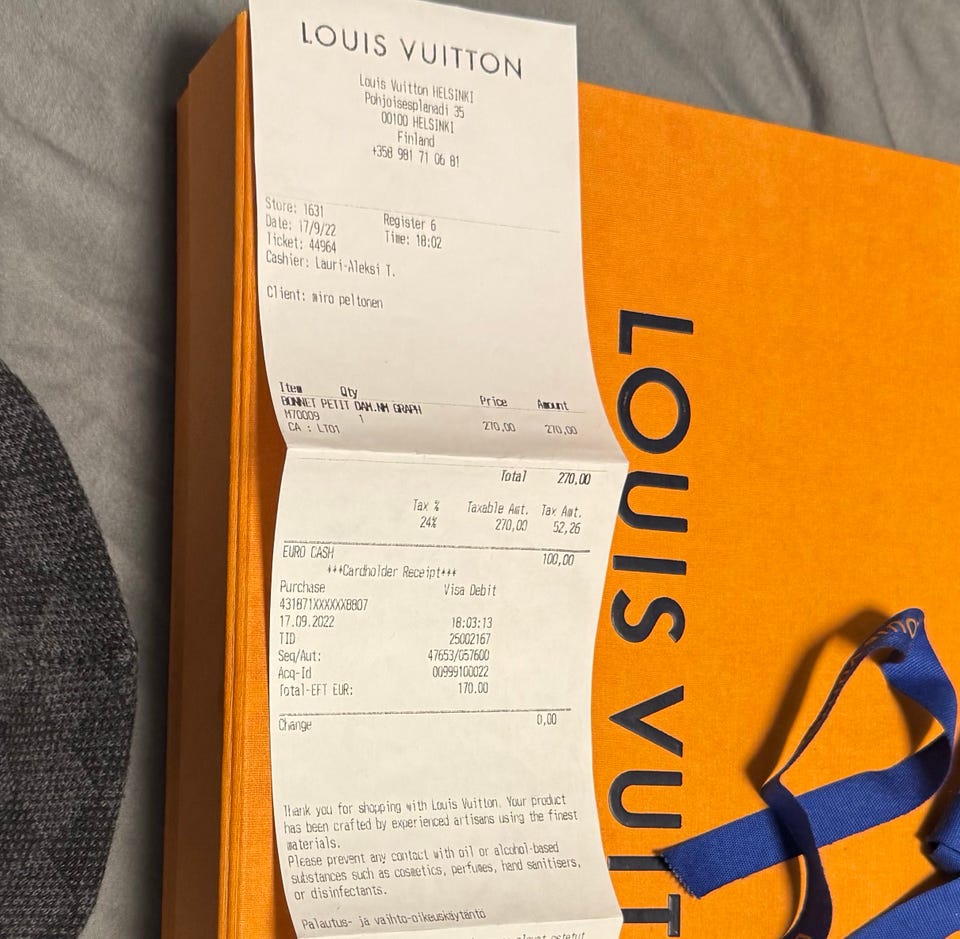 LOUIS VUITTON
Louis Vuitton HELSINKI
Pohjoisesplanadi 35
00100 HELSINKI
Finland
+358 981 71 06 81
Store: 1631 Register 6
Date: 17/9/22 Time: 18:02
Ticket: 44964
Cashier: Lauri-Aleksi T.
Client: miro peltonen
Item Qty Price Amount
BONNET PETIT DAM.NM GRAPH
M70009 1 270,00 270,00
CA : LT01
Total 270,00
Tax % Taxable Amt. Tax Amt.
24% 270,00 52,26
EURO CASH 100,00
***Cardholder Receipt***
Purchase Visa Debit
431871XXXXXX8807
17.09.2022 18:03:13
TID 25002167
Seq/Aut: 47653/057600
Acq-Id 00999100022
Total-EFT EUR: 170.00
Change 0,00
Thank you for shopping with Louis Vuitton. Your product
has been crafted by experienced artisans using the finest
materials.
Please prevent any contact with oil or alcohol-based
substances such as cosmetics, perfumes, hand sanitisers,
or disinfectants.
Palautus- ja vaihto-oikeuskäytäntö
LOUIS VUIT